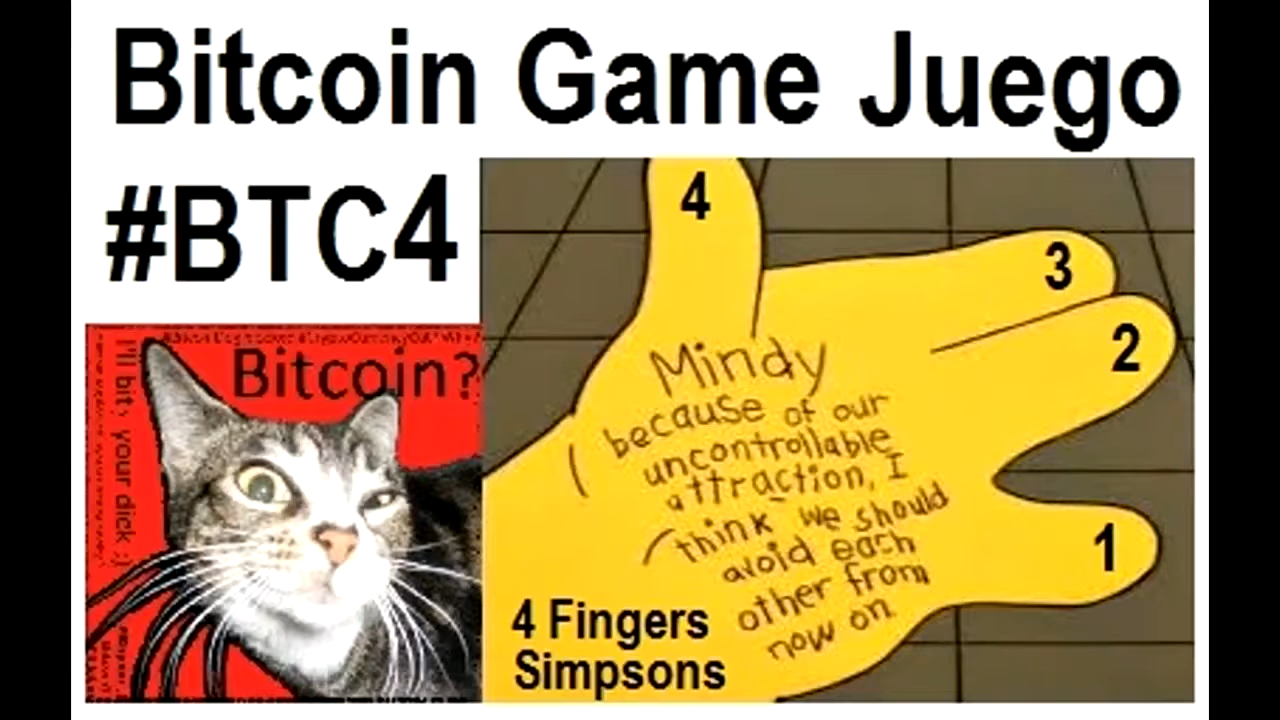 Bitcoin Game Juego
#BTC4
4
3
2
1
Bitcoin?
I'll bit, your dick :)
Mindy
because of our
uncontrollable
attraction, I
think we should
avoid each
other from
now on
4 Fingers
Simpsons